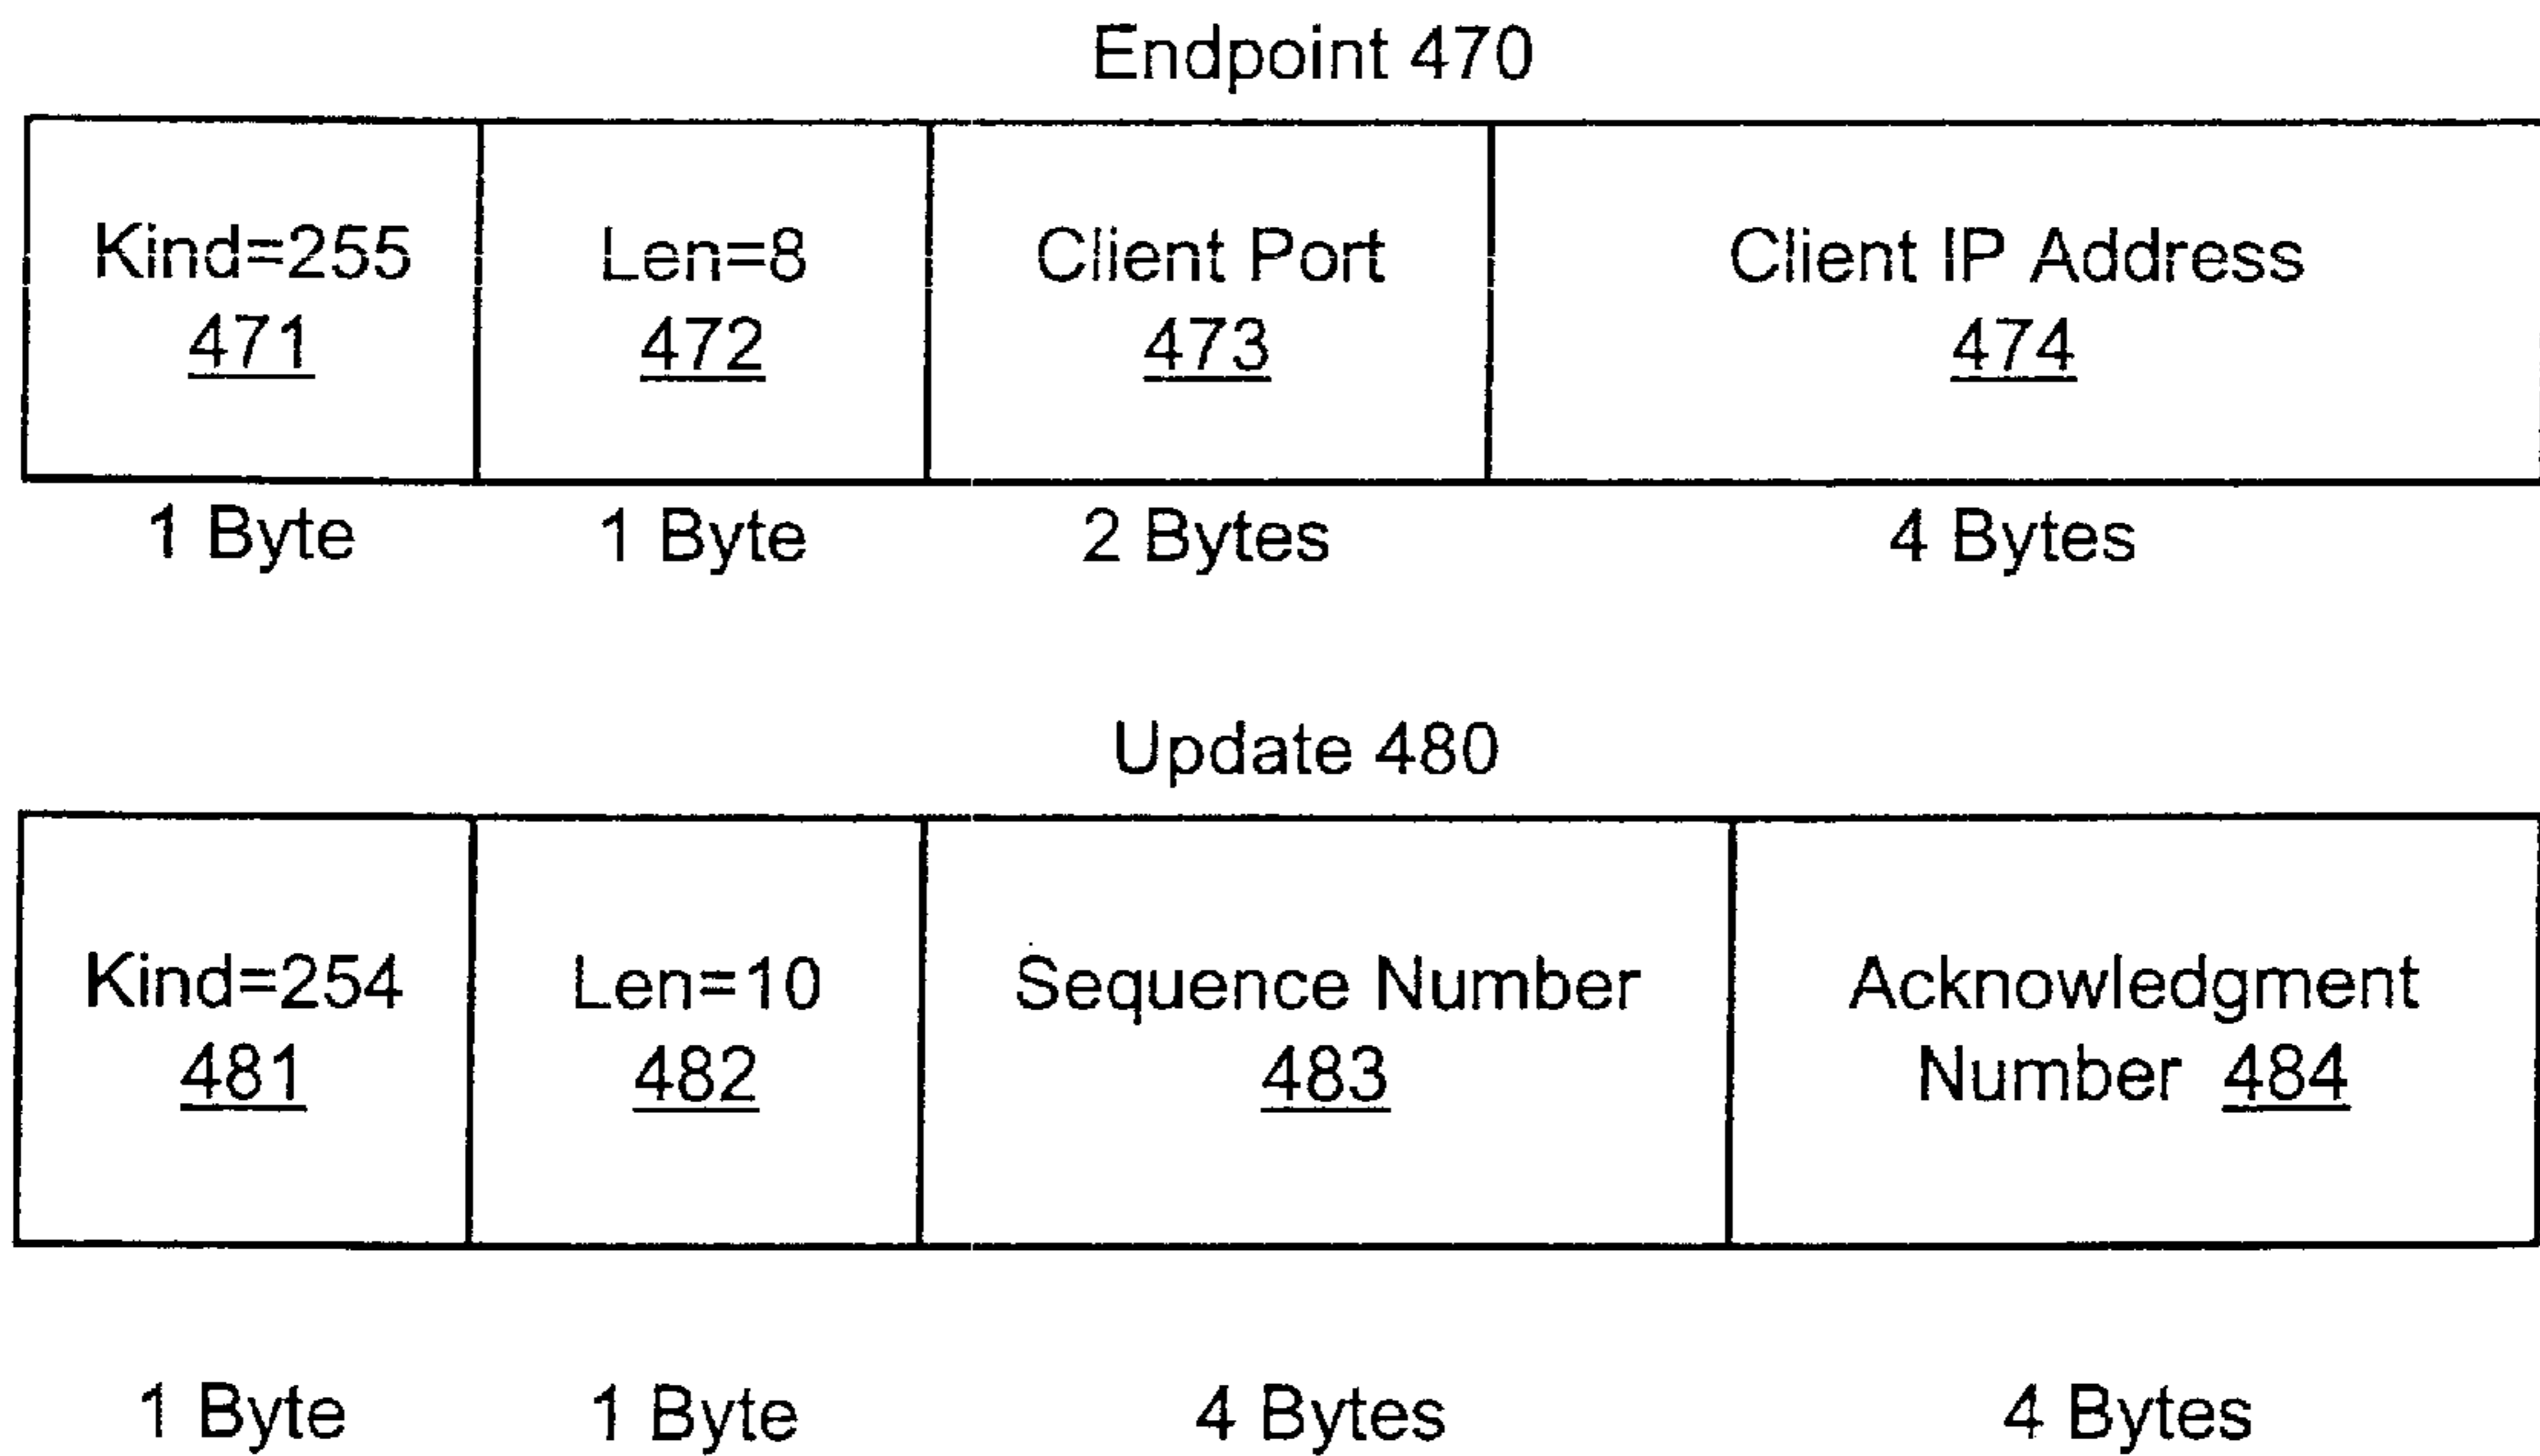 Endpoint 470
Kind=255
471
Len=8
472
Client Port
473
Client IP Address
474
1 Byte
1 Byte
2 Bytes
4 Bytes
Update 480
Kind=254
481
Len=10
482
Sequence Number
483
Acknowledgment
Number 484
1 Byte
1 Byte
4 Bytes
4 Bytes